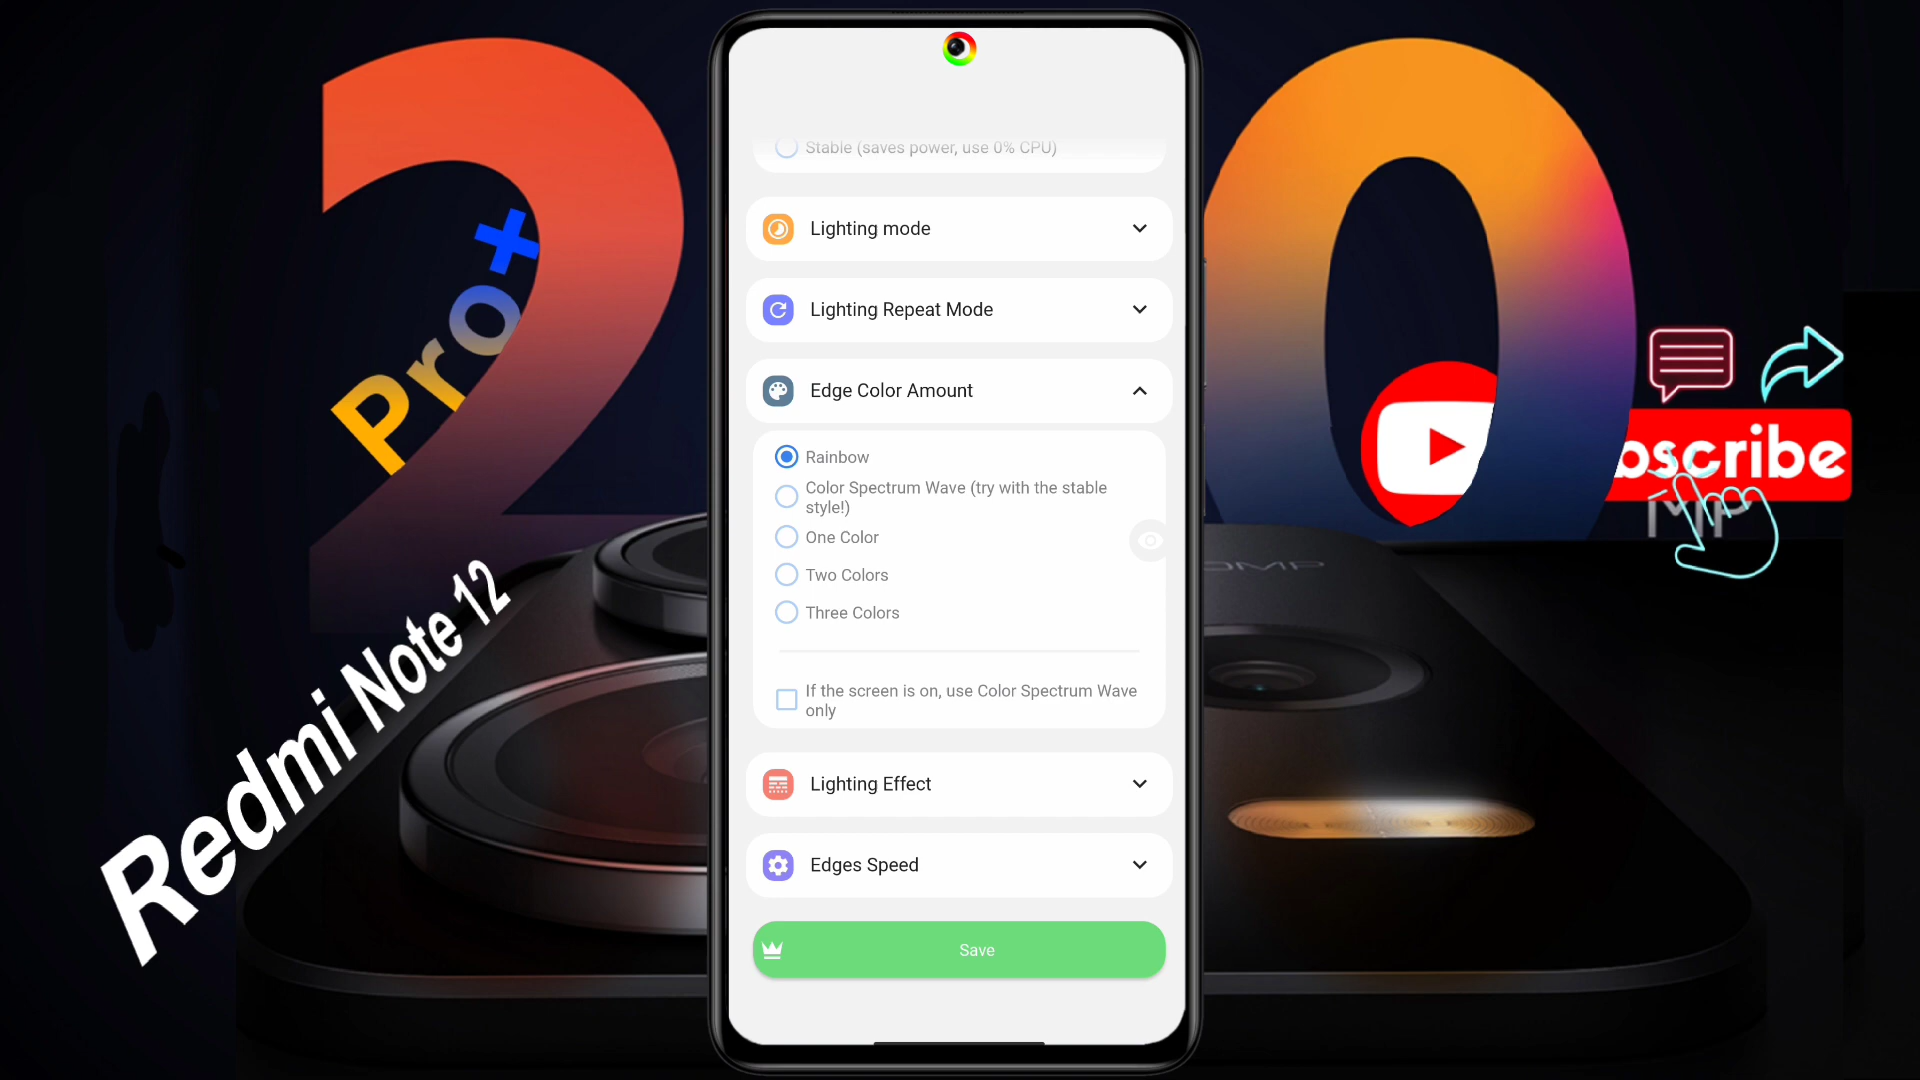 200
Pro+
Redmi Note 12
Stable (saves power, use 0% CPU)
Lighting mode
Lighting Repeat Mode
Edge Color Amount
Rainbow
Color Spectrum Wave (try with the stable
style!)
One Color
Two Colors
Three Colors
If the screen is on, use Color Spectrum Wave
only
Lighting Effect
Edges Speed
Save
bscribe
MP